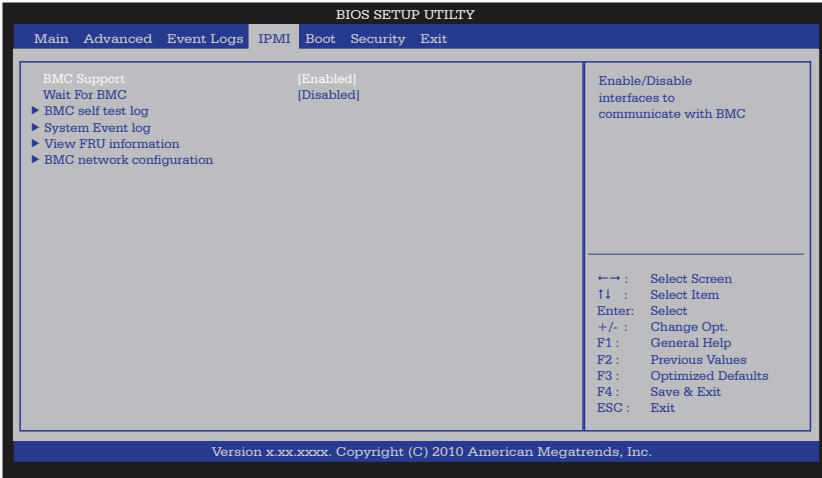 BIOS SETUP UTILTY
Main Advanced Event Logs IPMI Boot Security Exit
BMC Support [Enabled]
Wait For BMC [Disabled]
▶ BMC self test log
▶ System Event log
▶ View FRU information
▶ BMC network configuration
Enable/Disable
interfaces to
communicate with BMC
←→ : Select Screen
↑↓ : Select Item
Enter: Select
+/- : Change Opt.
F1 : General Help
F2 : Previous Values
F3 : Optimized Defaults
F4 : Save & Exit
ESC : Exit
Version x.xx.xxxx. Copyright (C) 2010 American Megatrends, Inc.